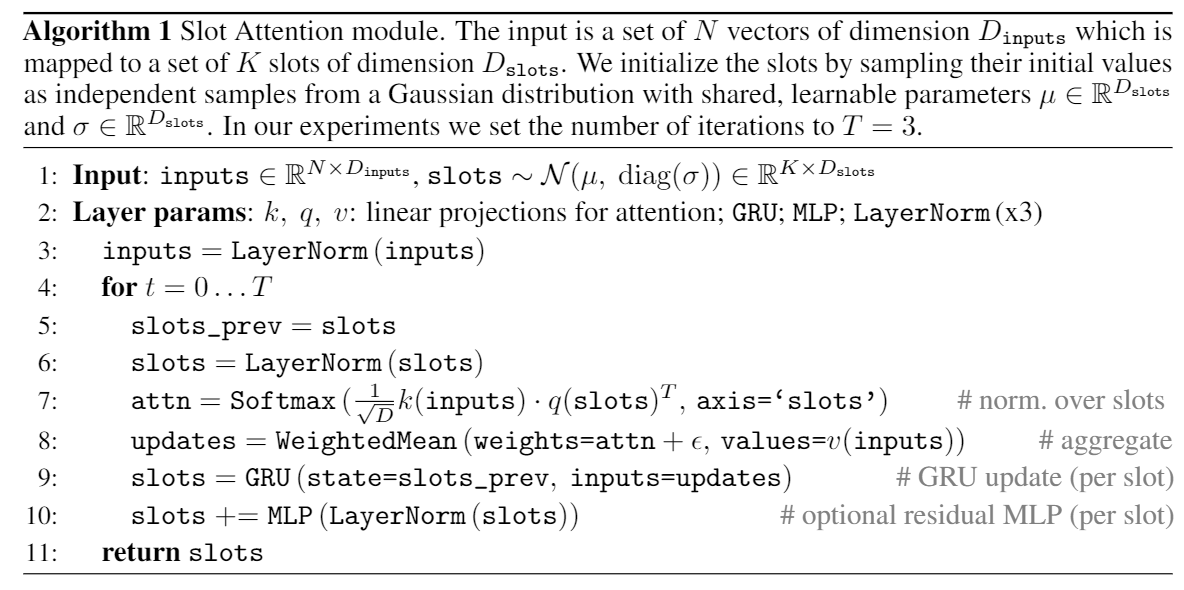 Algorithm 1 Slot Attention module. The input is a set of N vectors of dimension D_inputs which is
mapped to a set of K slots of dimension D_slots. We initialize the slots by sampling their initial values
as independent samples from a Gaussian distribution with shared, learnable parameters μ ∈ ℝ^{D_slots}
and σ ∈ ℝ^{D_slots}. In our experiments we set the number of iterations to T = 3.
1: Input: inputs ∈ ℝ^{N×D_inputs}, slots ∼ 𝒩(μ, diag(σ)) ∈ ℝ^{K×D_slots}
2: Layer params: k, q, v: linear projections for attention; GRU; MLP; LayerNorm(x3)
3: inputs = LayerNorm(inputs)
4: for t = 0 … T
5: slots_prev = slots
6: slots = LayerNorm(slots)
7: attn = Softmax(1/√D k(inputs) · q(slots)^T, axis=‘slots’) # norm. over slots
8: updates = WeightedMean(weights=attn + ϵ, values=v(inputs)) # aggregate
9: slots = GRU(state=slots_prev, inputs=updates) # GRU update (per slot)
10: slots += MLP(LayerNorm(slots)) # optional residual MLP (per slot)
11: return slots